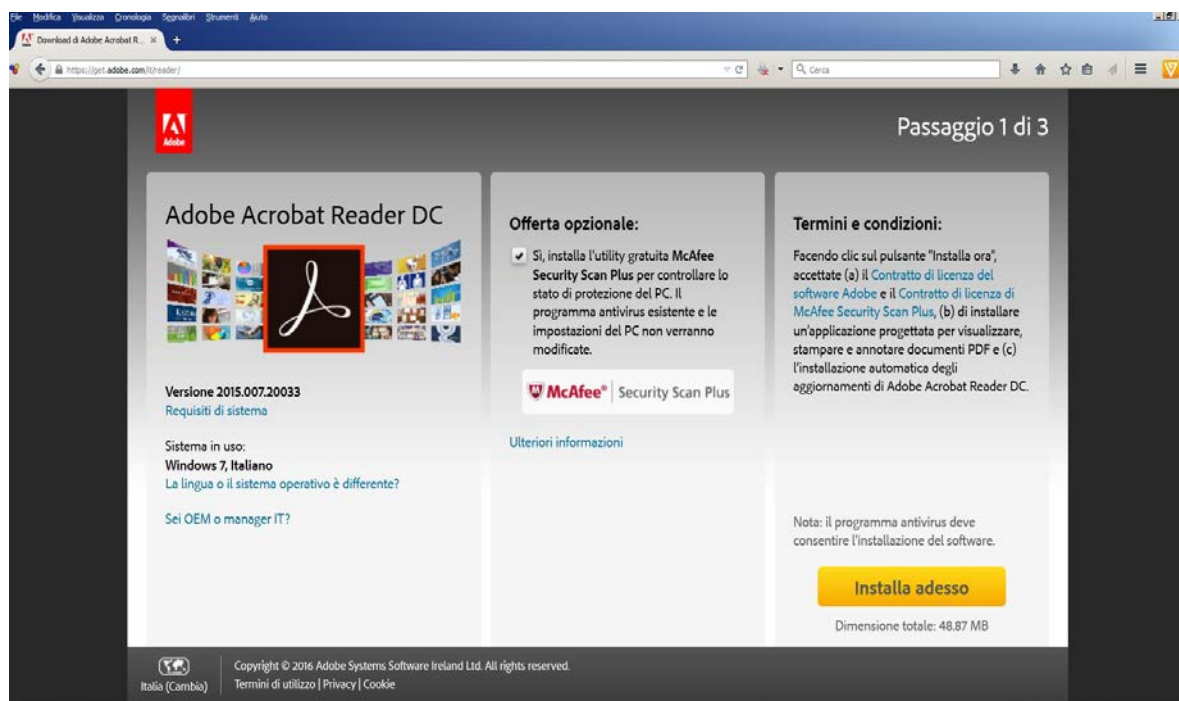 File Modifica Visualizza Cronologia Segnalibri Strumenti Aiuto
Download di Adobe Acrobat R...
https://get.adobe.com/it/reader/
Cerca
Adobe
Passaggio 1 di 3
Adobe Acrobat Reader DC
Versione 2015.007.20033
Requisiti di sistema
Sistema in uso:
Windows 7, Italiano
La lingua o il sistema operativo è differente?
Sei OEM o manager IT?
Offerta opzionale:
Sì, installa l'utility gratuita McAfee
Security Scan Plus per controllare lo
stato di protezione del PC. Il
programma antivirus esistente e le
impostazioni del PC non verranno
modificate.
McAfee® Security Scan Plus
Ulteriori informazioni
Termini e condizioni:
Facendo clic sul pulsante "Installa ora",
accettate (a) il Contratto di licenza del
software Adobe e il Contratto di licenza di
McAfee Security Scan Plus, (b) di installare
un'applicazione progettata per visualizzare,
stampare e annotare documenti PDF e (c)
l'installazione automatica degli
aggiornamenti di Adobe Acrobat Reader DC.
Nota: il programma antivirus deve
consentire l'installazione del software.
Installa adesso
Dimensione totale: 48.87 MB
Italia (Cambia)
Copyright © 2016 Adobe Systems Software Ireland Ltd. All rights reserved.
Termini di utilizzo | Privacy | Cookie